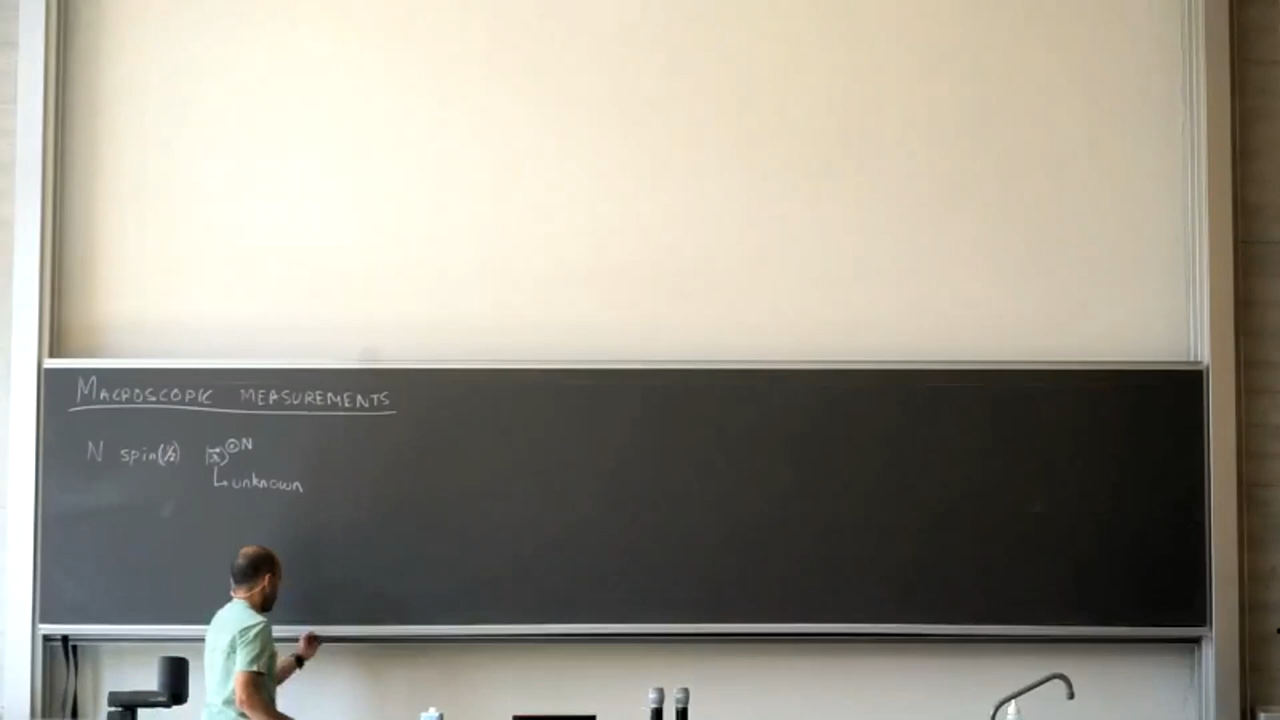 MACROSCOPIC MEASUREMENTS
N spin(1/2) |n⃗⟩⊗N
↳unknown